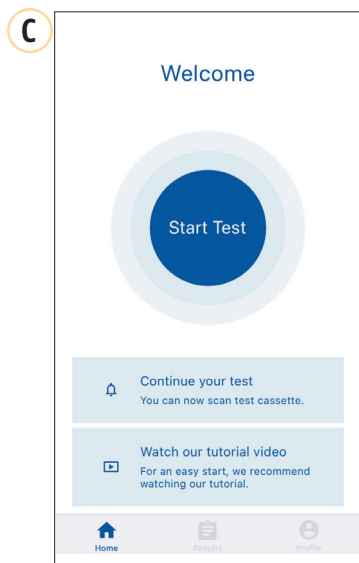 C
Welcome
Start Test
Continue your test
You can now scan test cassette.
Watch our tutorial video
For an easy start, we recommend
watching our tutorial.
Home
Results
Profile